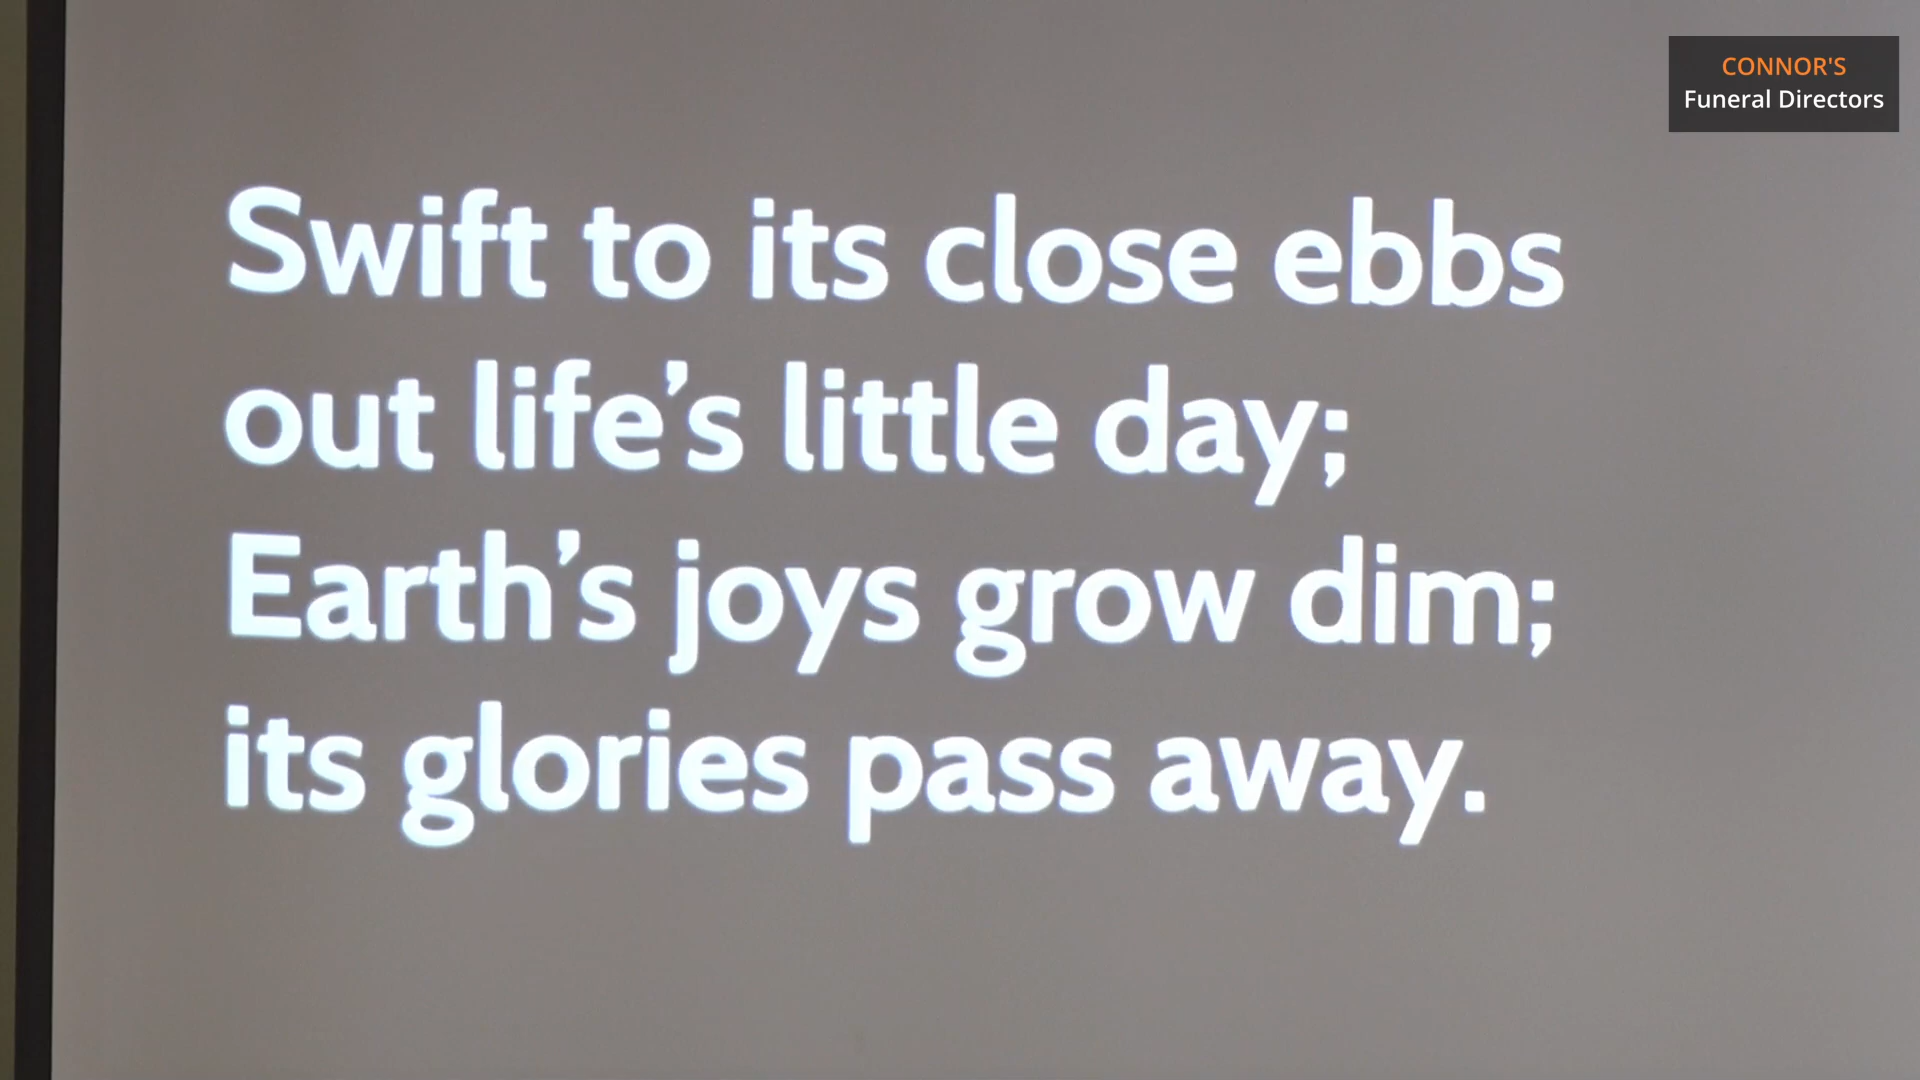 CONNOR'S
Funeral Directors
Swift to its close ebbs
out life’s little day;
Earth’s joys grow dim;
its glories pass away.